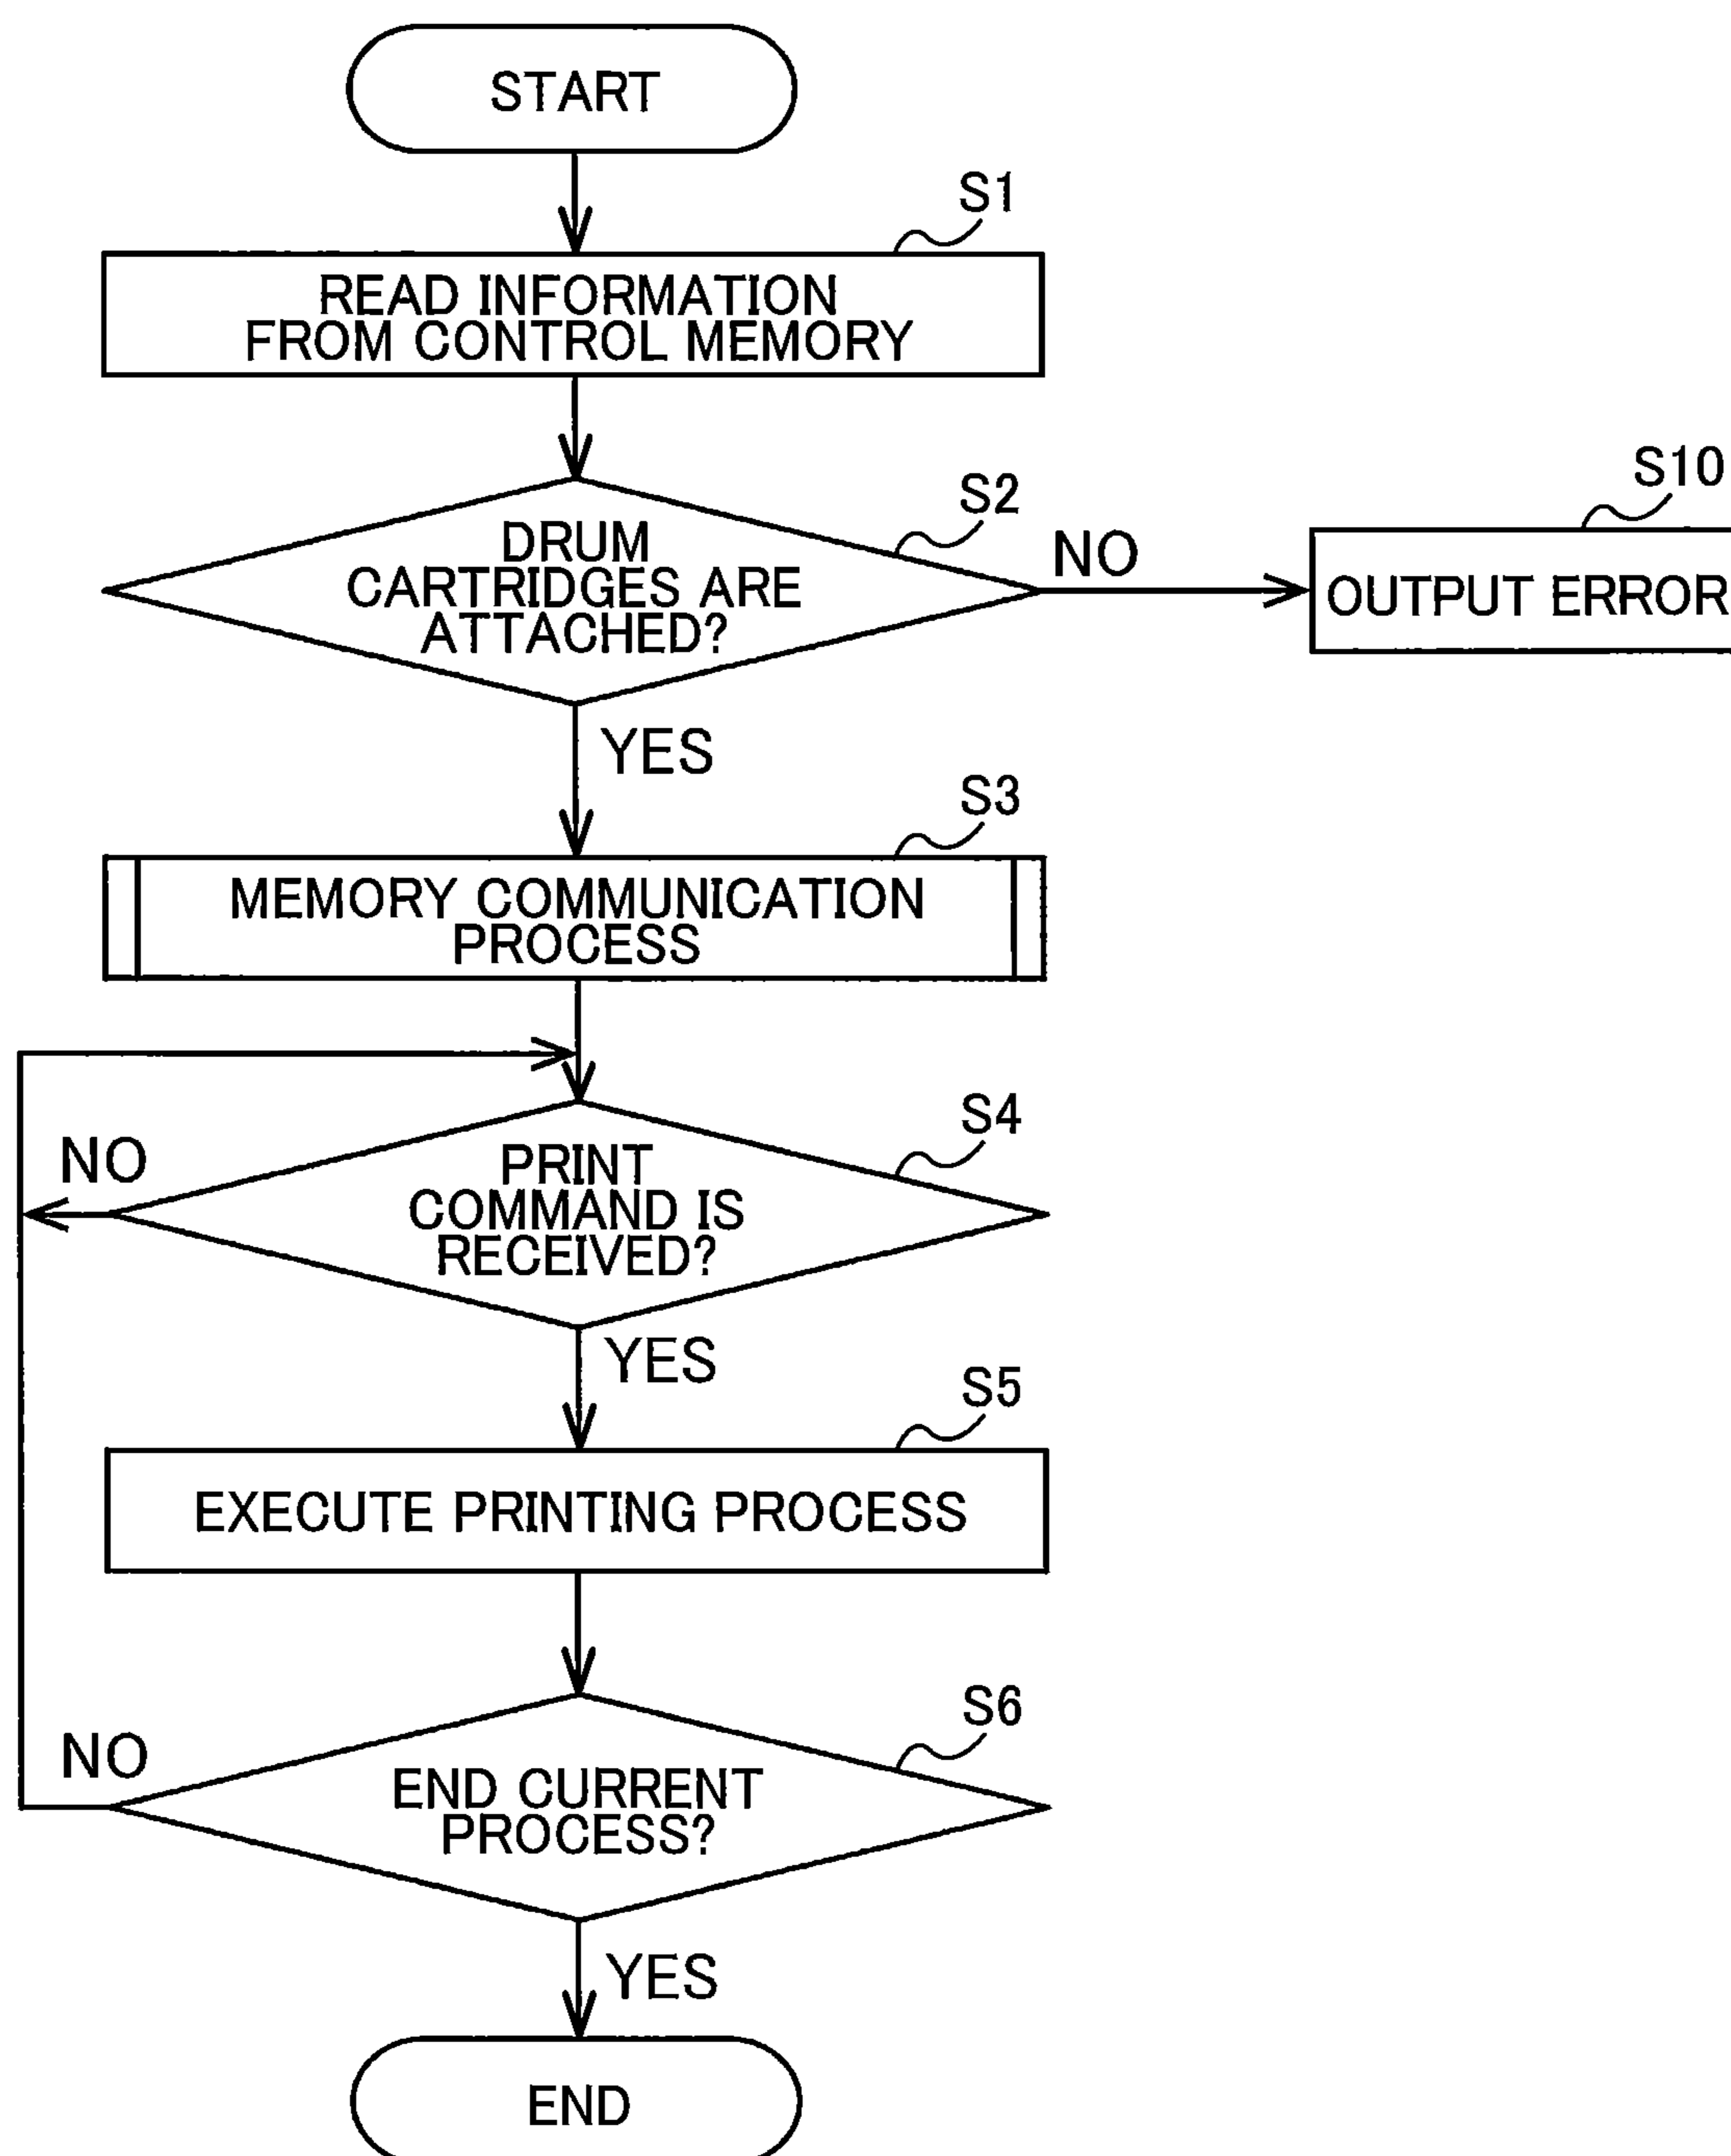 START
S1
READ INFORMATION
FROM CONTROL MEMORY
S2
DRUM
CARTRIDGES ARE
ATTACHED?
NO
S10
OUTPUT ERROR
YES
S3
MEMORY COMMUNICATION
PROCESS
S4
NO
PRINT
COMMAND IS
RECEIVED?
YES
S5
EXECUTE PRINTING PROCESS
S6
NO
END CURRENT
PROCESS?
YES
END